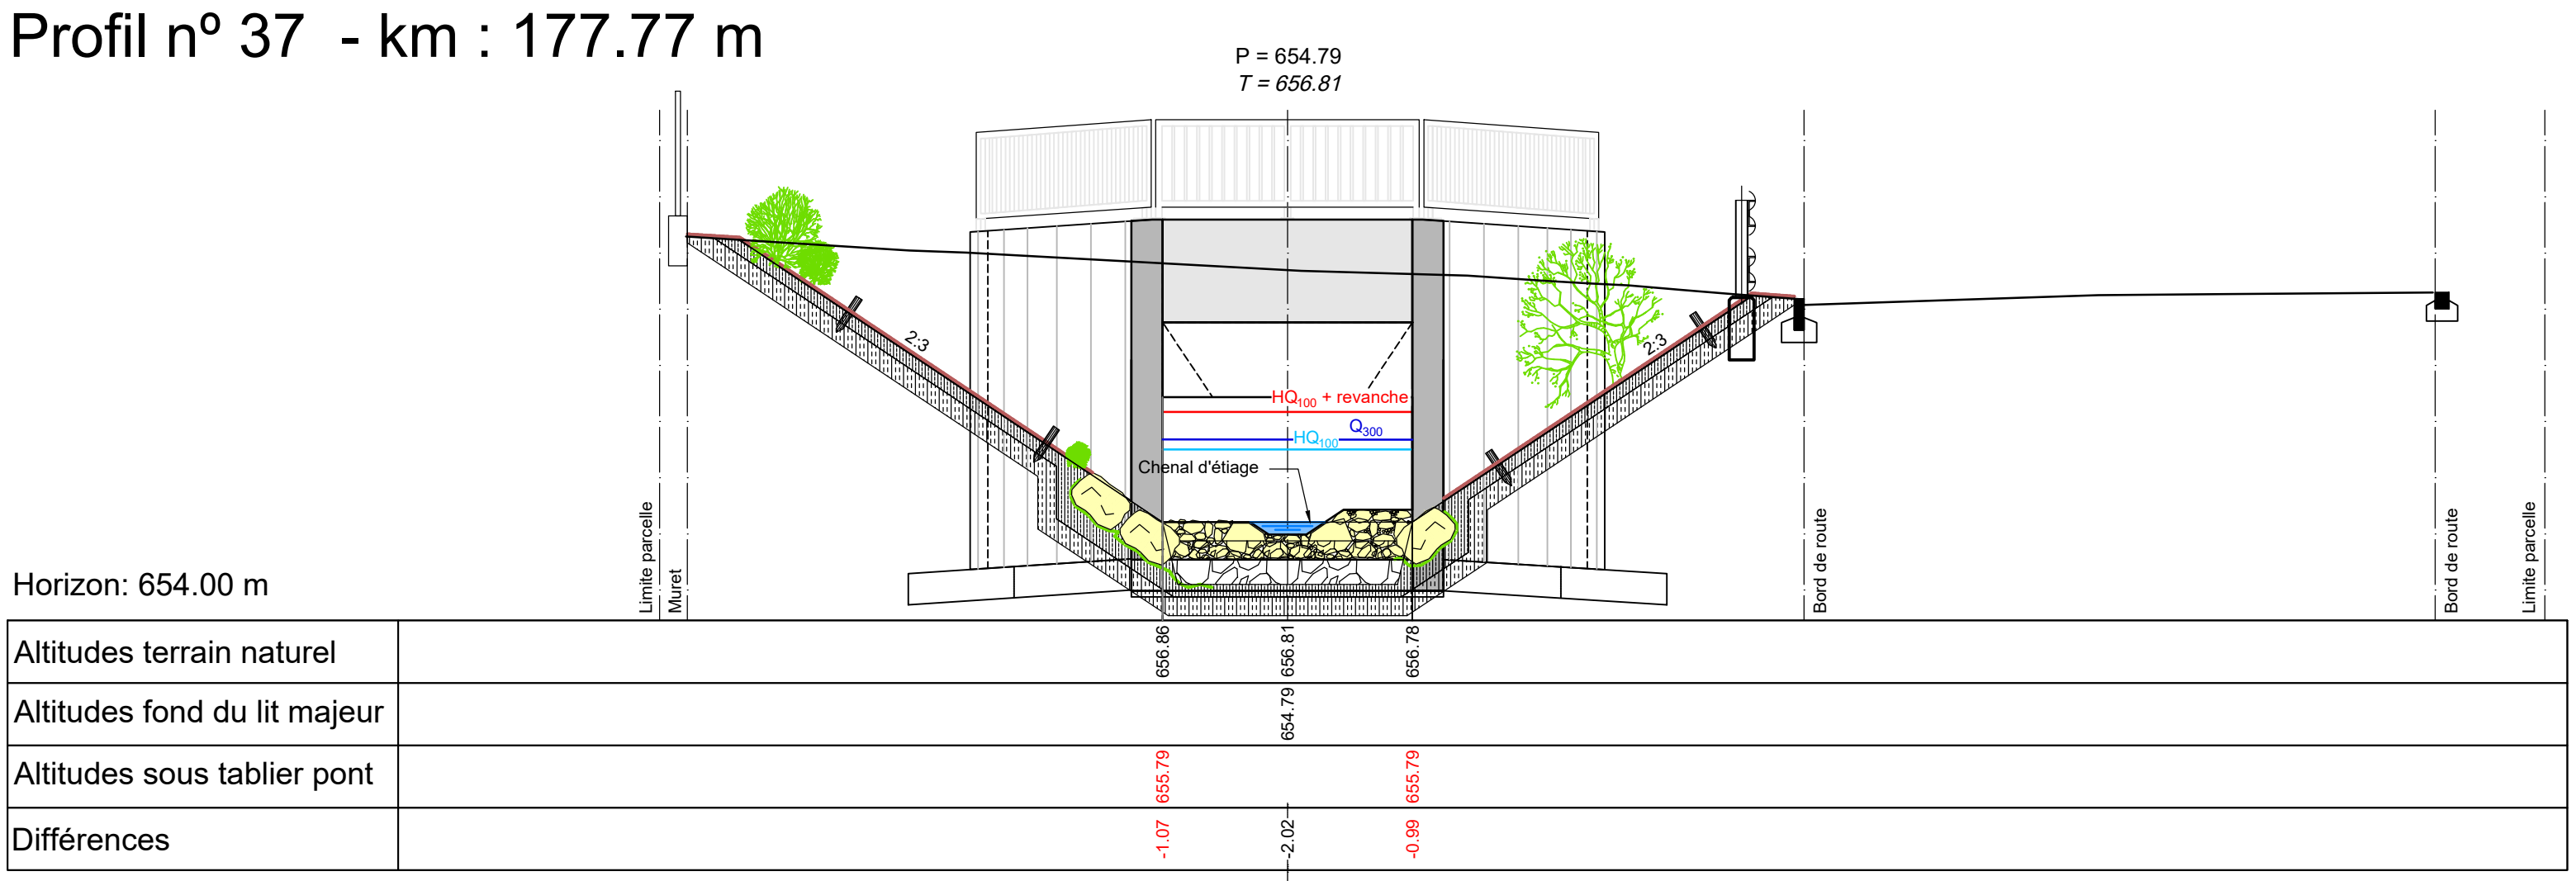 Profil nº 37 - km : 177.77 m
P = 654.79
T = 656.81
2:3
2:3
HQ100 + revanche
Q300
HQ100
Chenal d'étiage
Limite parcelle
Muret
Bord de route
Bord de route
Limite parcelle
Horizon: 654.00 m
Altitudes terrain naturel 656.86 656.81 656.78
Altitudes fond du lit majeur 654.79
Altitudes sous tablier pont 655.79 655.79
Différences -1.07 -2.02 -0.99